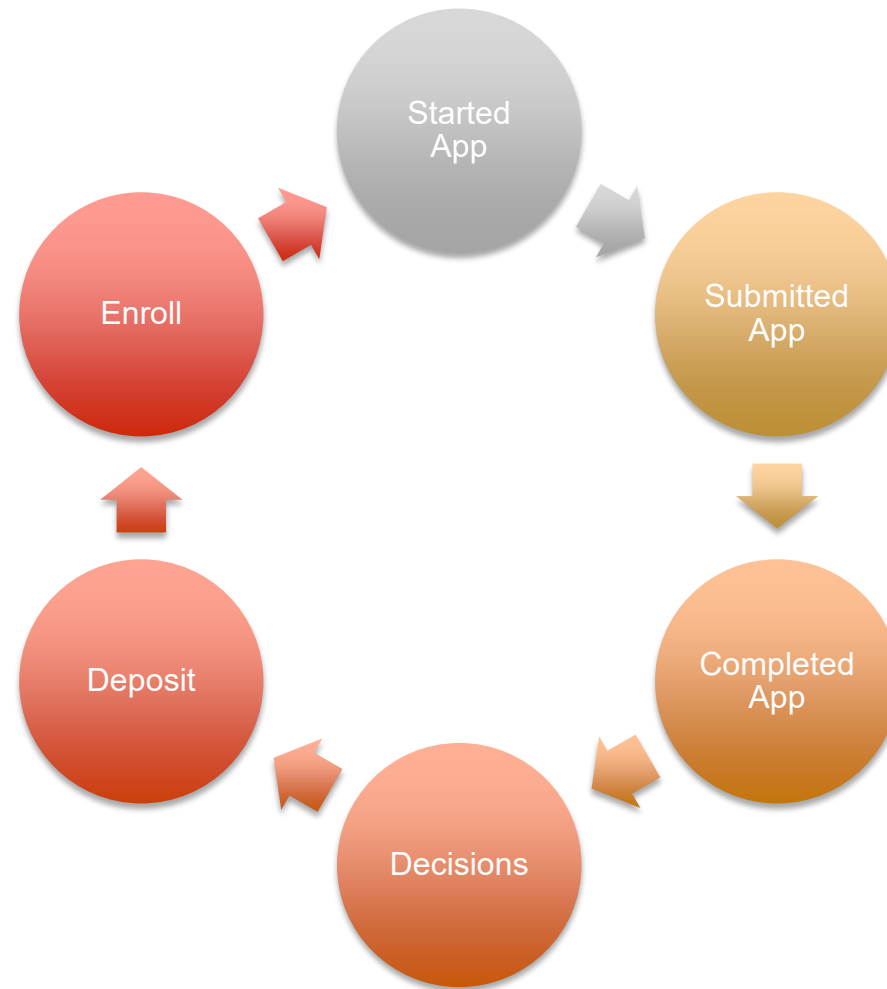 Started
App
Submitted
App
Completed
App
Decisions
Deposit
Enroll